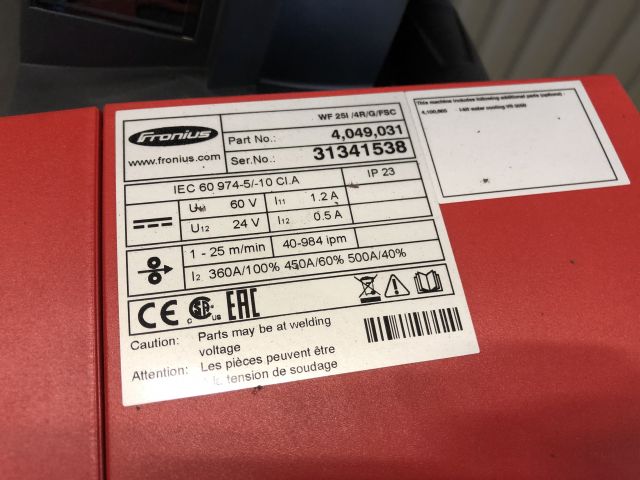 WF 25I /4R/G/FSC
Fronius
Part No.: 4,049,031
www.fronius.com
Ser.No.: 31341538
IEC 60 974-5/-10 Cl.A
IP 23
60 V I11 1.2 A
U12 24 V I12 0.5 A
1 - 25 m/min 40-984 ipm
I2 360A/100% 450A/60% 500A/40%
CE C US EAC
Caution: Parts may be at welding
voltage
Attention: Les pièces peuvent être
tension de soudage
This machine includes following additional parts (optional) :